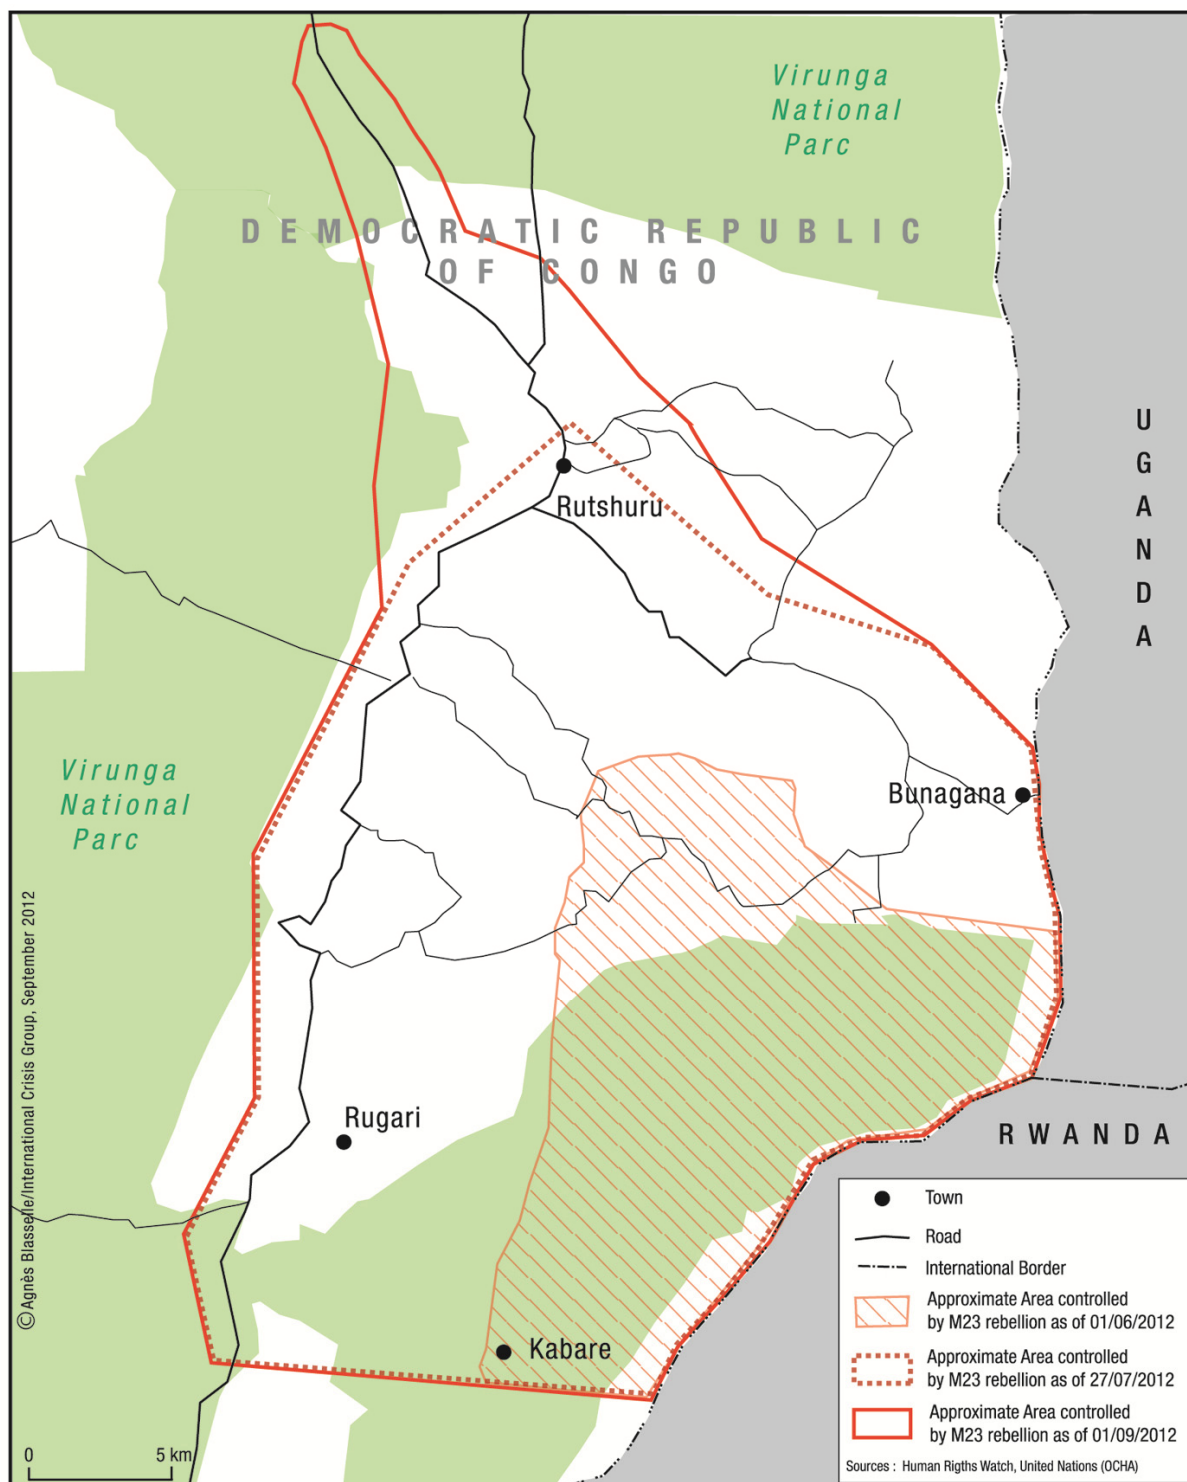 Virunga
National
Parc
DEMOCRATIC REPUBLIC
OF CONGO
UGANDA
Rutshuru
Bunagana
Virunga
National
Parc
©Agnès Blasselle/International Crisis Group, September 2012
Rugari
RWANDA
Kabare
0 5 km
Town
Road
International Border
Approximate Area controlled
by M23 rebellion as of 01/06/2012
Approximate Area controlled
by M23 rebellion as of 27/07/2012
Approximate Area controlled
by M23 rebellion as of 01/09/2012
Sources : Human Rigths Watch, United Nations (OCHA)